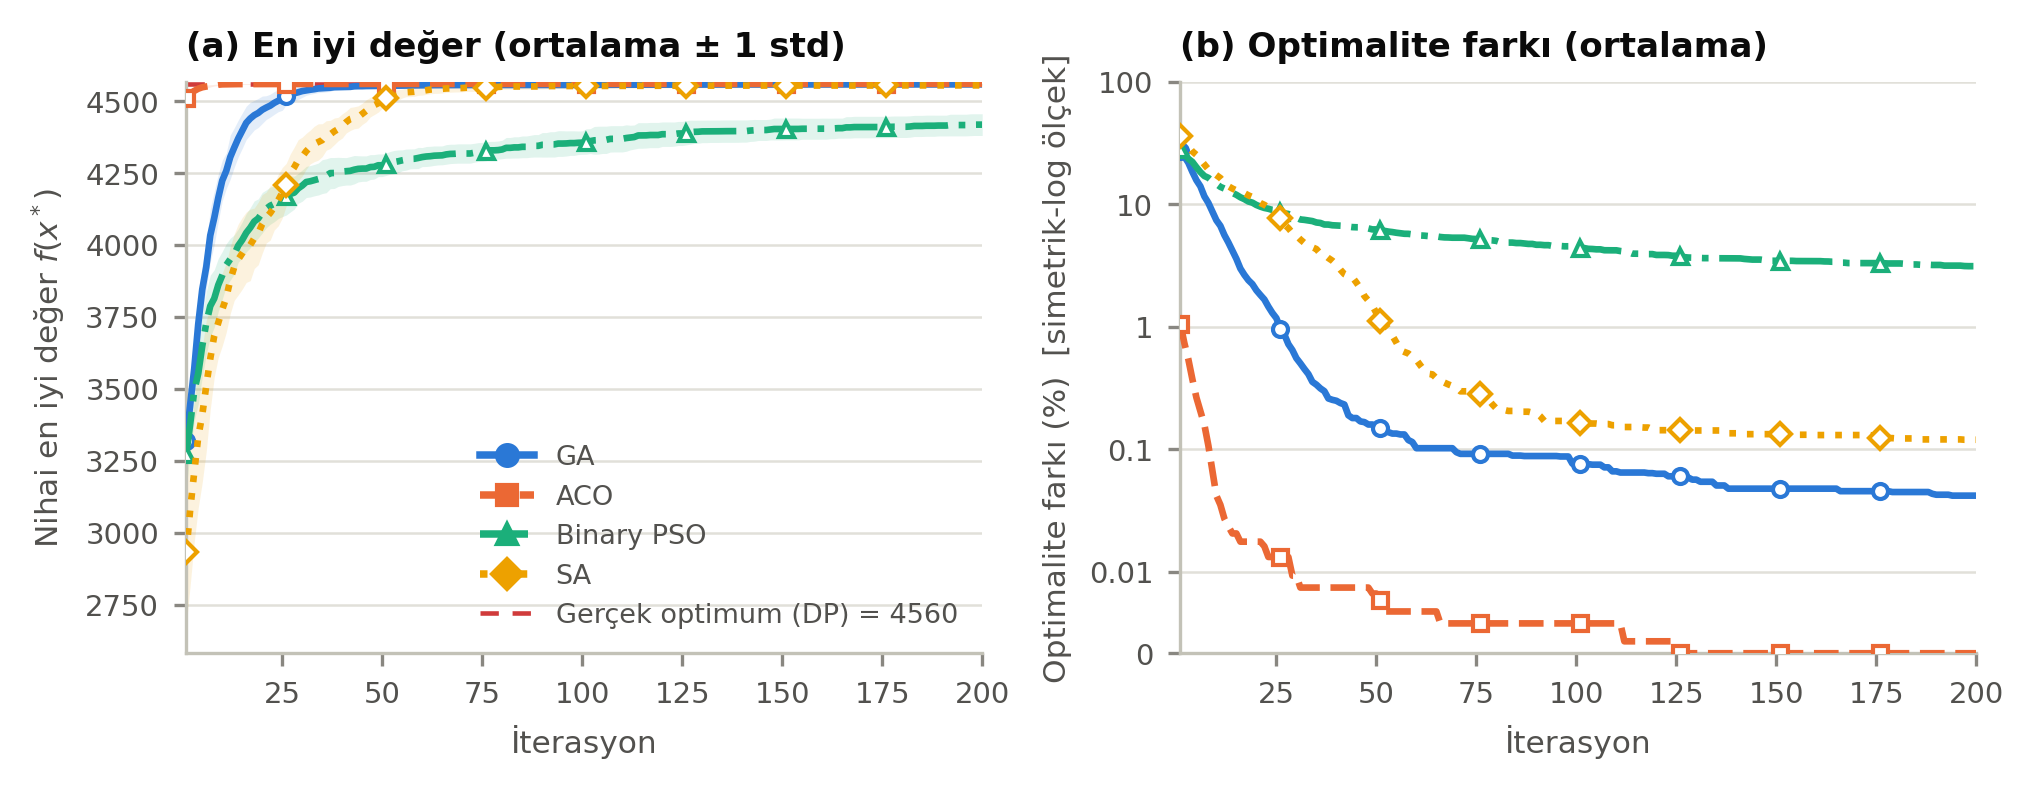 (a) En iyi değer (ortalama ± 1 std)
Nihai en iyi değer f(x*)
4500
4250
4000
3750
3500
3250
3000
2750
25 50 75 100 125 150 175 200
İterasyon
GA
ACO
Binary PSO
SA
Gerçek optimum (DP) = 4560
(b) Optimalite farkı (ortalama)
Optimalite farkı (%) [simetrik-log ölçek]
100
10
1
0.1
0.01
0
25 50 75 100 125 150 175 200
İterasyon